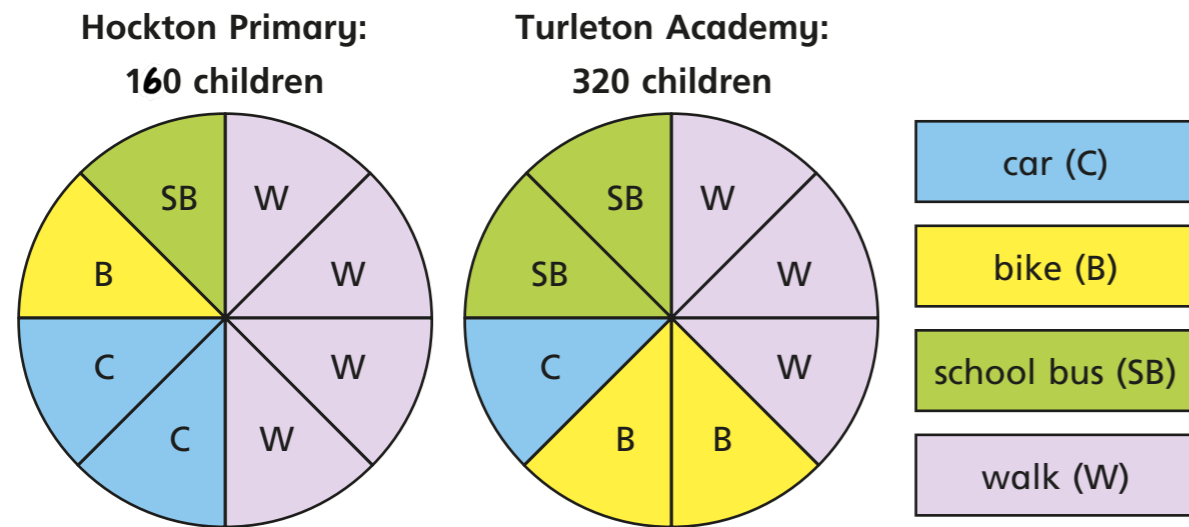 Hockton Primary:
160 children
Turleton Academy:
320 children
SB
W
B
W
C
W
C
W
SB
W
SB
W
C
W
B
B
car (C)
bike (B)
school bus (SB)
walk (W)